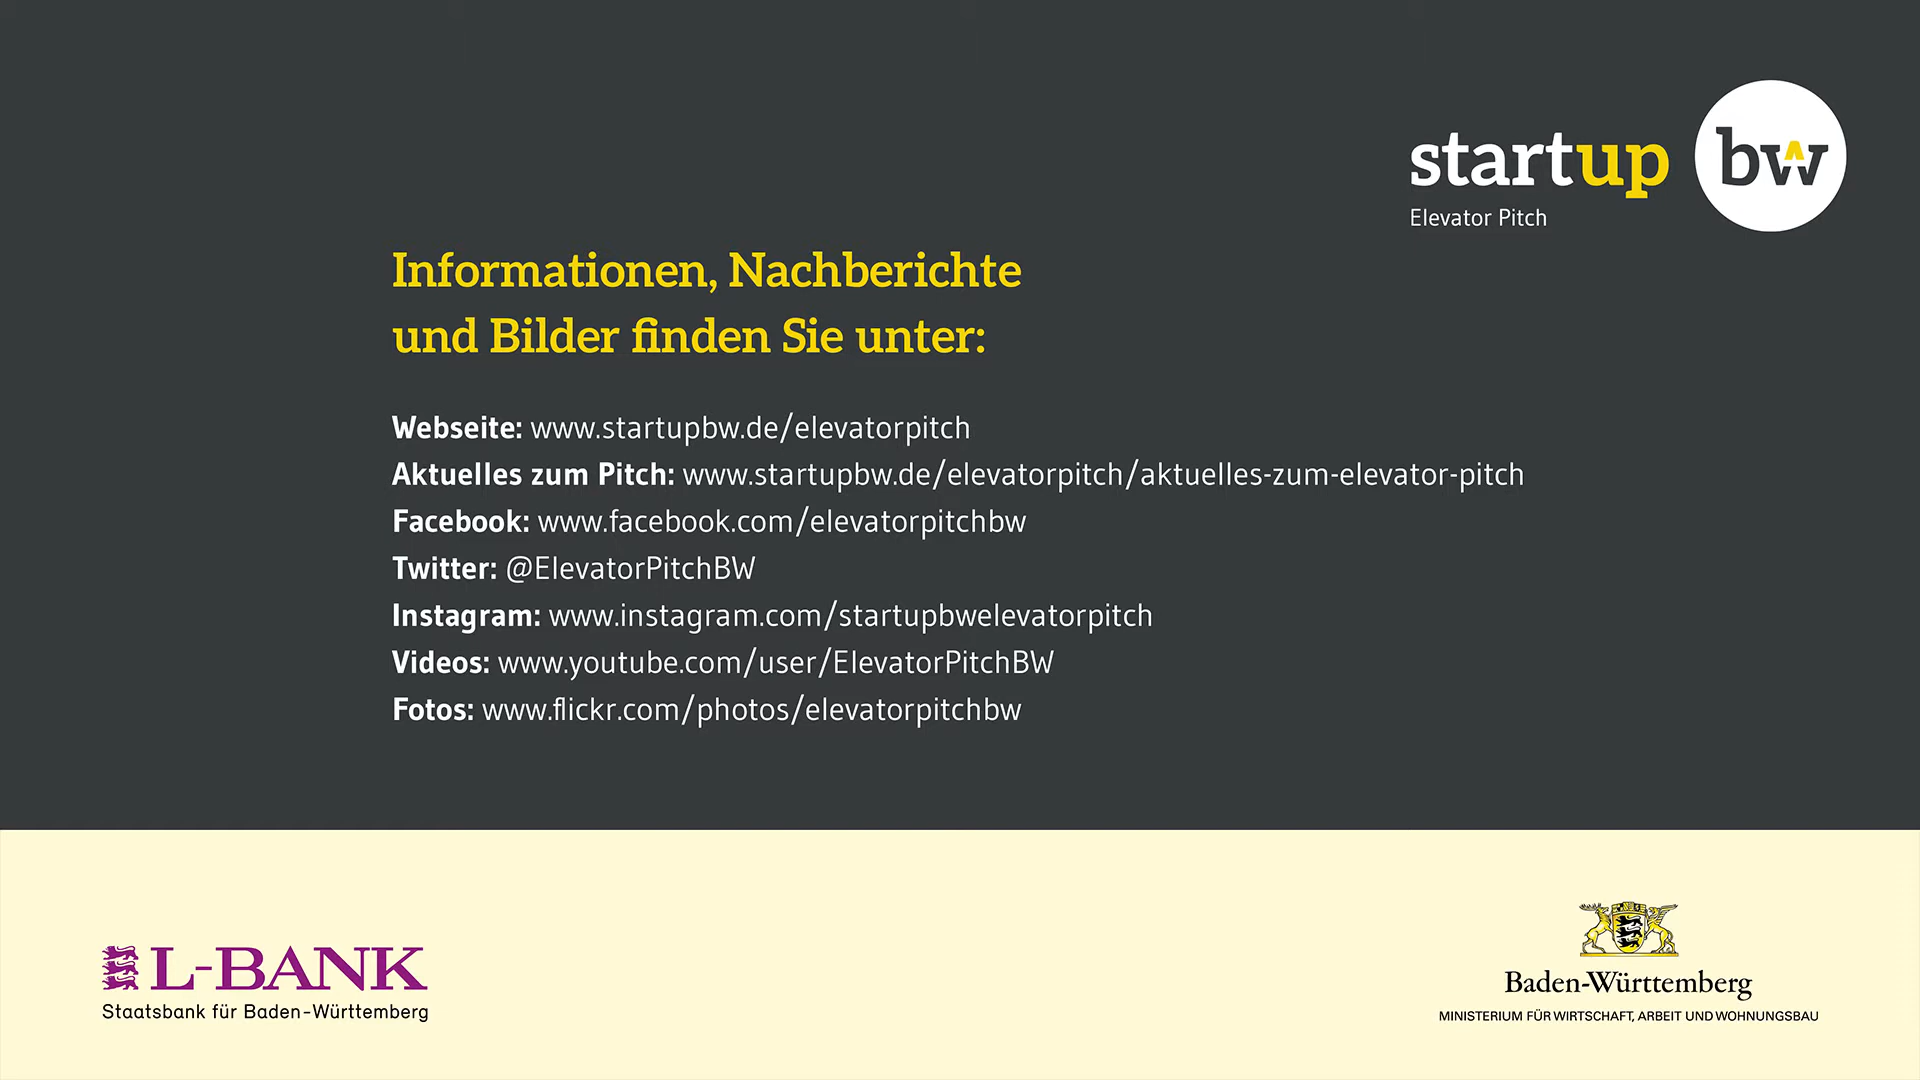 startup bw
Elevator Pitch
Informationen, Nachberichte
und Bilder finden Sie unter:
Webseite: www.startupbw.de/elevatorpitch
Aktuelles zum Pitch: www.startupbw.de/elevatorpitch/aktuelles-zum-elevator-pitch
Facebook: www.facebook.com/elevatorpitchbw
Twitter: @ElevatorPitchBW
Instagram: www.instagram.com/startupbwelevatorpitch
Videos: www.youtube.com/user/ElevatorPitchBW
Fotos: www.flickr.com/photos/elevatorpitchbw
L-BANK
Staatsbank für Baden-Württemberg
Baden-Württemberg
MINISTERIUM FÜR WIRTSCHAFT, ARBEIT UND WOHNUNGSBAU